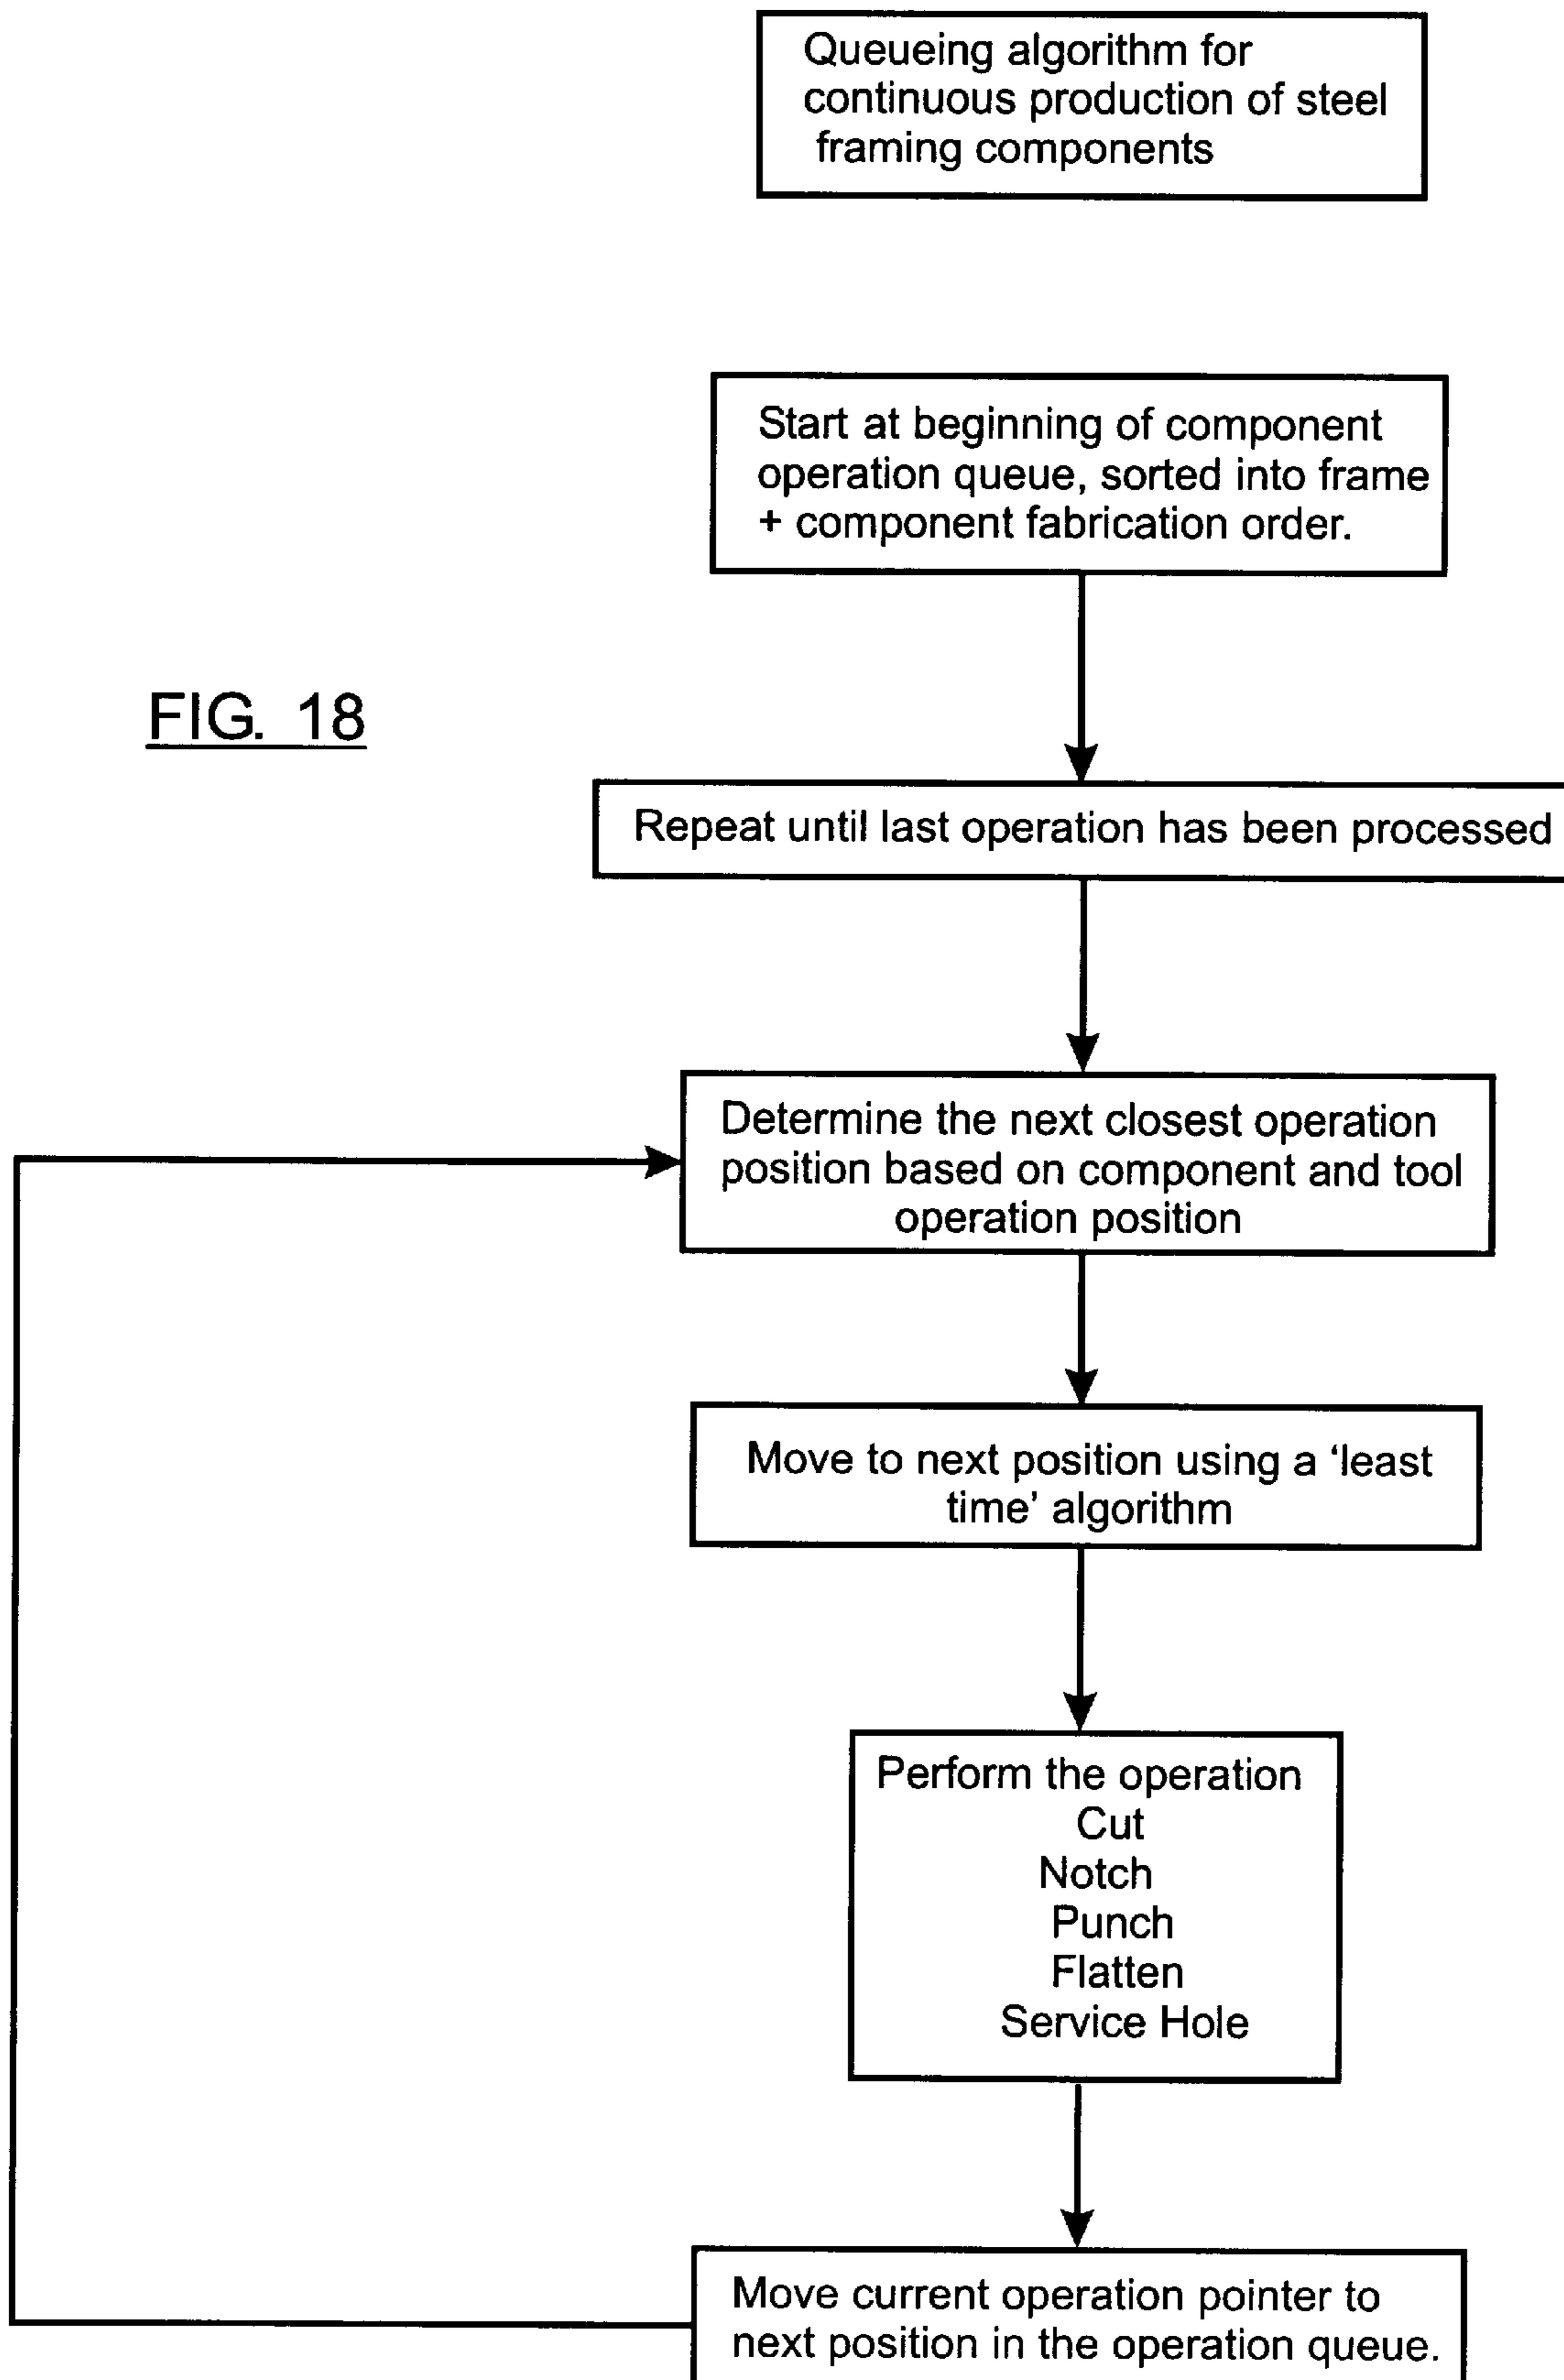 Queueing algorithm for
continuous production of steel
framing components
Start at beginning of component
operation queue, sorted into frame
+ component fabrication order.
FIG. 18
Repeat until last operation has been processed
Determine the next closest operation
position based on component and tool
operation position
Move to next position using a ‘least
time’ algorithm
Perform the operation
Cut
Notch
Punch
Flatten
Service Hole
Move current operation pointer to
next position in the operation queue.